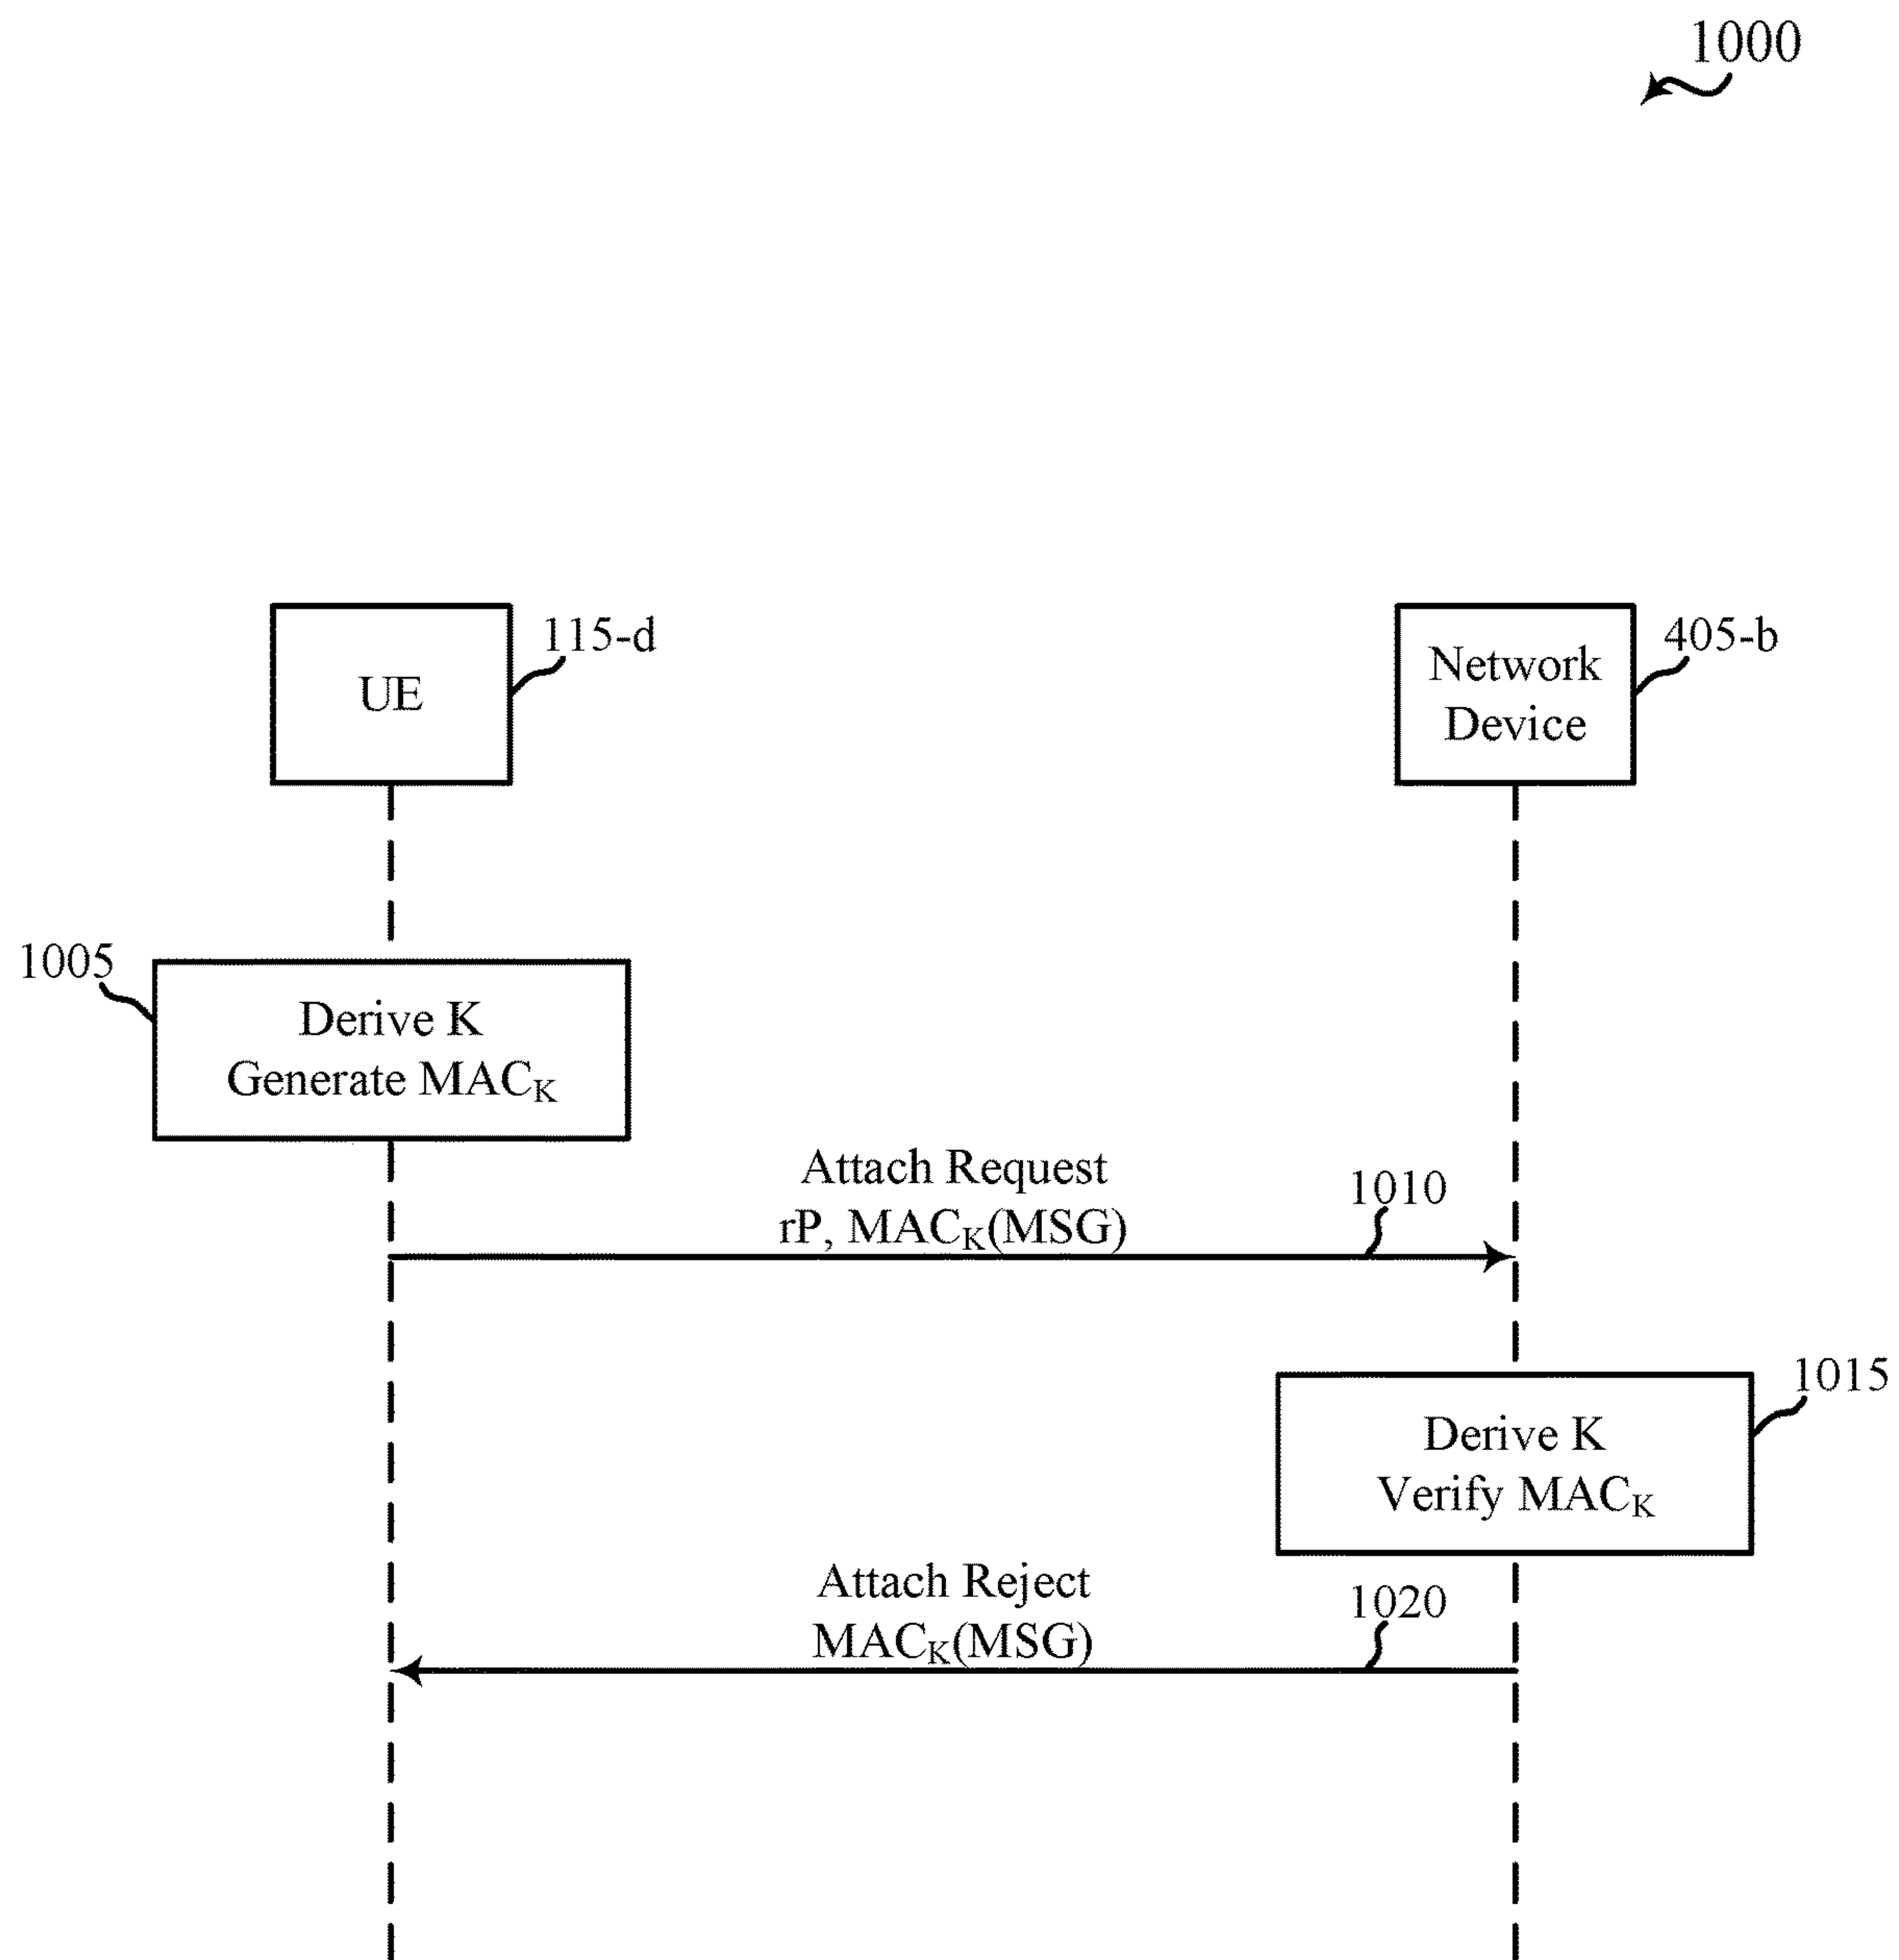 1000
UE
115-d
Network
Device
405-b
1005
Derive K
Generate MACK
Attach Request
rP, MACK(MSG)
1010
1015
Derive K
Verify MACK
Attach Reject
MACK(MSG)
1020